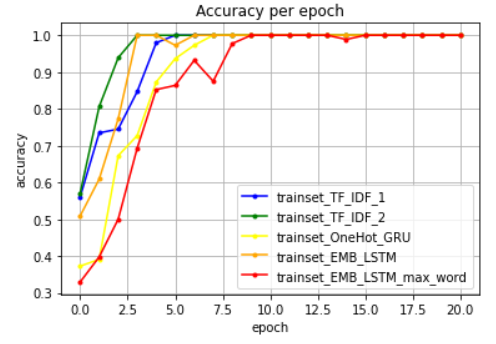 Accuracy per epoch
1.0
0.9
0.8
0.7
0.6
0.5
0.4
0.3
accuracy
trainset_TF_IDF_1
trainset_TF_IDF_2
trainset_OneHot_GRU
trainset_EMB_LSTM
trainset_EMB_LSTM_max_word
0.0 2.5 5.0 7.5 10.0 12.5 15.0 17.5 20.0
epoch